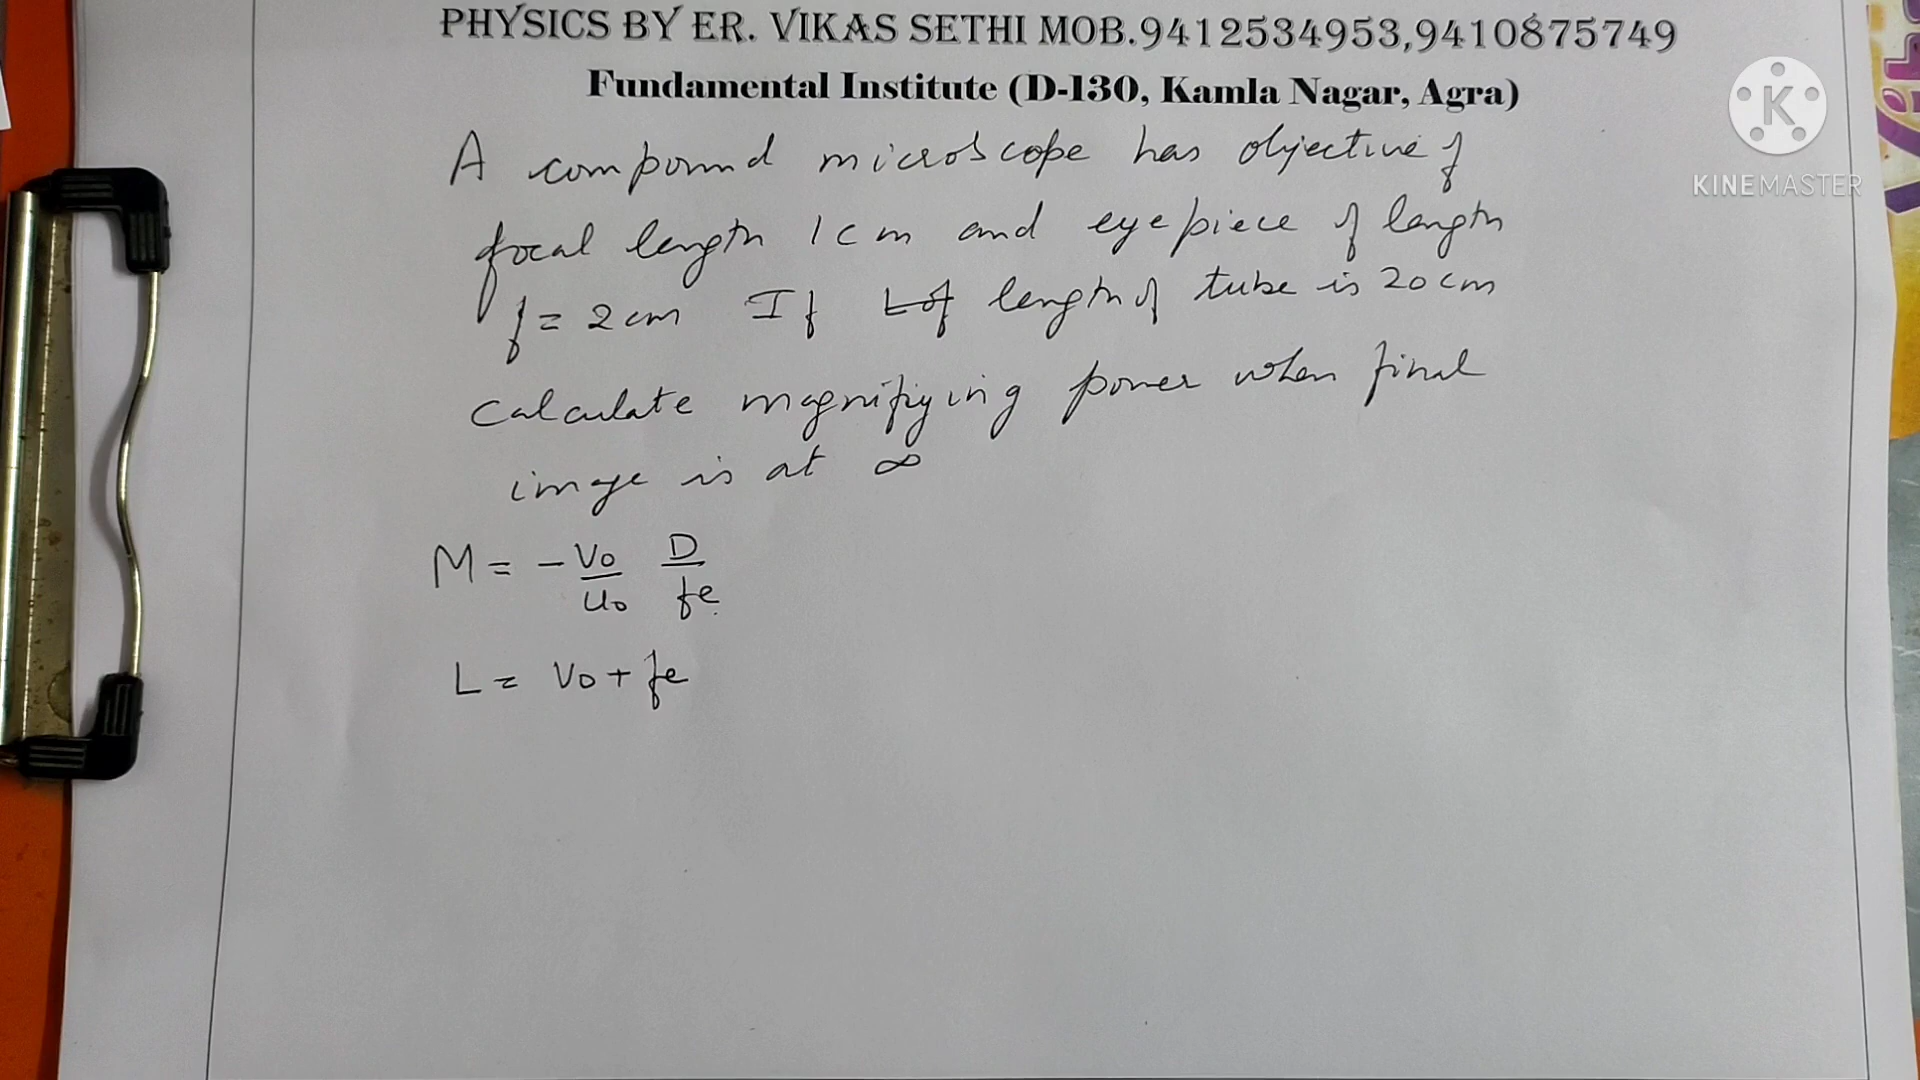 PHYSICS BY ER. VIKAS SETHI MOB.9412534953,9410875749
Fundamental Institute (D-130, Kamla Nagar, Agra)
K
KINEMASTER
A compound microscope has objective of
focal length 1cm and eyepiece of length
f = 2cm If L of length of tube is 20cm
calculate magnifying power when final
image is at ∞
M = - Vo/uo D/fe
L = Vo + fe